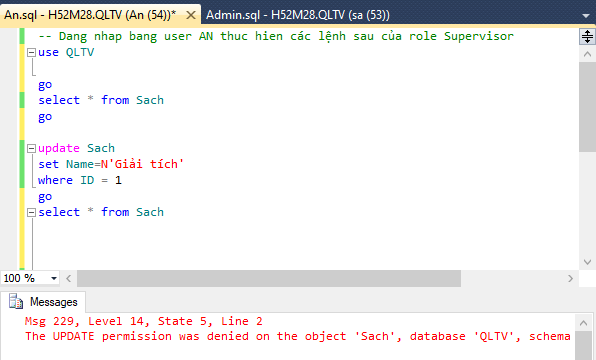 An.sql - H52M28.QLTV (An (54))* Admin.sql - H52M28.QLTV (sa (53))
-- Dang nhap bang user AN thuc hien các lệnh sau của role Supervisor
use QLTV
go
select * from Sach
go
update Sach
set Name=N'Giải tích'
where ID = 1
go
select * from Sach
100 %
Messages
Msg 229, Level 14, State 5, Line 2
The UPDATE permission was denied on the object 'Sach', database 'QLTV', schema